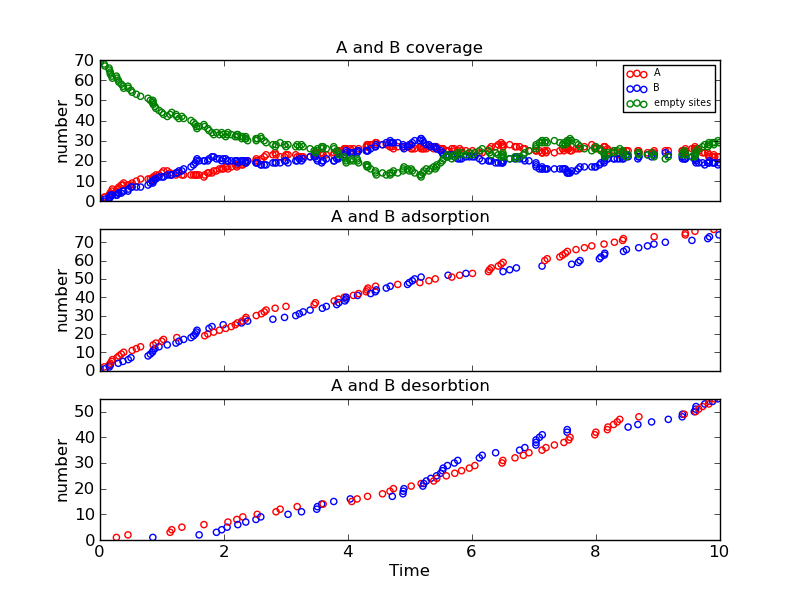 A and B coverage
70
60
50
40
30
20
10
0
number
A
B
empty sites
A and B adsorption
70
60
50
40
30
20
10
0
number
A and B desorbtion
50
40
30
20
10
0
number
0 2 4 6 8 10
Time